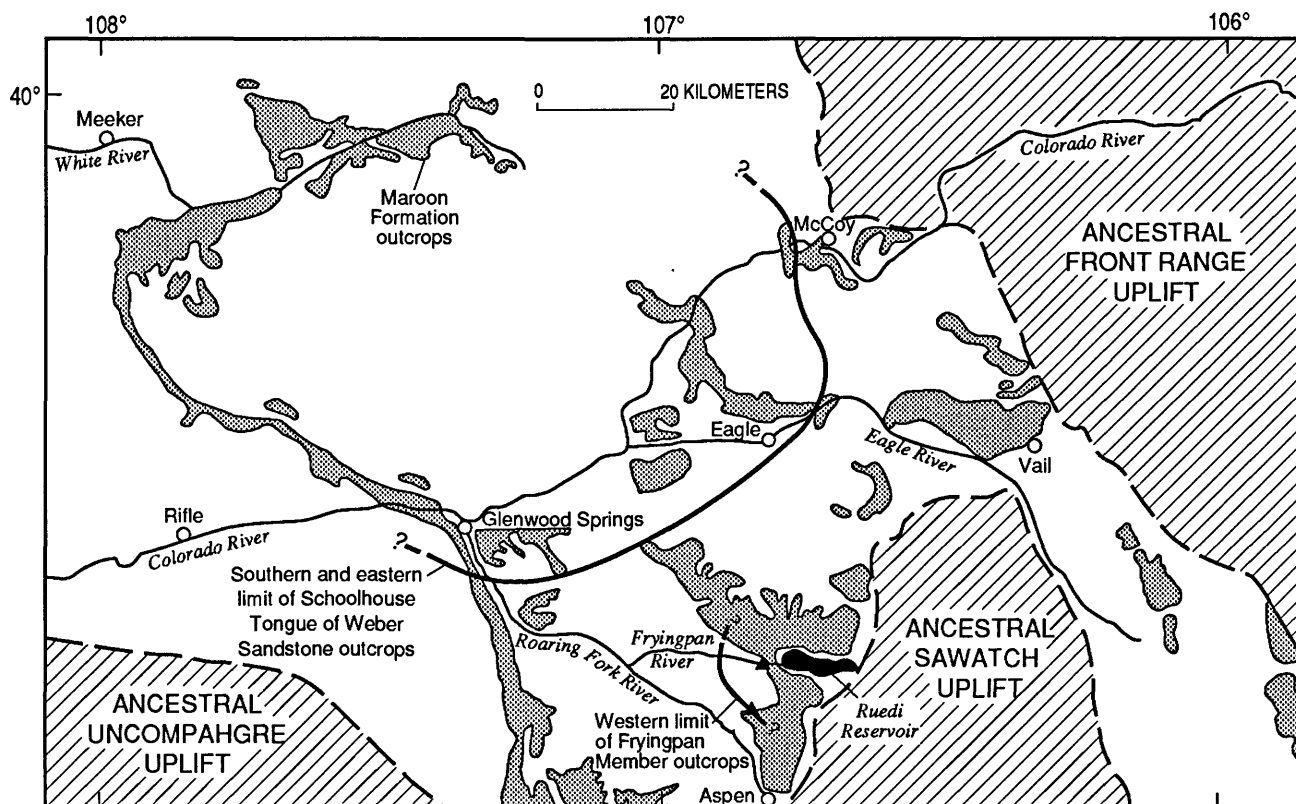 108°
107°
106°
40°
0
20 KILOMETERS
Meeker
White River
Colorado River
?
Maroon
Formation
outcrops
McCoy
ANCESTRAL
FRONT RANGE
UPLIFT
Eagle
Eagle River
Vail
Rifle
Colorado River
Glenwood Springs
?
Southern and eastern
limit of Schoolhouse
Tongue of Weber
Sandstone outcrops
Roaring Fork River
Fryingpan
River
ANCESTRAL
SAWATCH
UPLIFT
Ruedi
Reservoir
Western limit
of Fryingpan
Member outcrops
ANCESTRAL
UNCOMPAHGRE
UPLIFT
Aspen